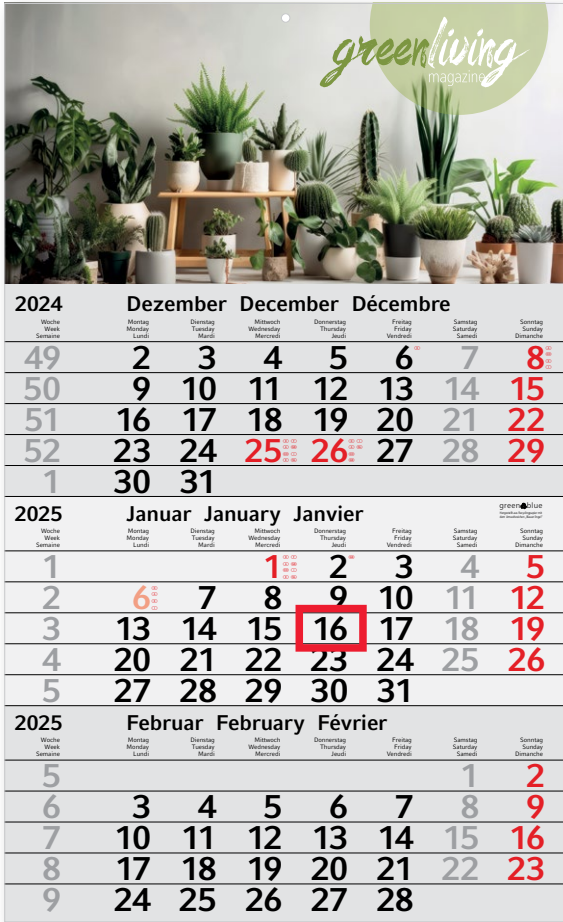 greenliving
magazine
2024 Dezember December Décembre
Woche Montag Dienstag Mittwoch Donnerstag Freitag Samstag Sonntag
Week Monday Tuesday Wednesday Thursday Friday Saturday Sunday
Semaine Lundi Mardi Mercredi Jeudi Vendredi Samedi Dimanche
49 2 3 4 5 6 7 8
50 9 10 11 12 13 14 15
51 16 17 18 19 20 21 22
52 23 24 25 26 27 28 29
1 30 31
2025 Januar January Janvier
green blue
Woche Montag Dienstag Mittwoch Donnerstag Freitag Samstag Sonntag
Week Monday Tuesday Wednesday Thursday Friday Saturday Sunday
Semaine Lundi Mardi Mercredi Jeudi Vendredi Samedi Dimanche
1 1 2 3 4 5
2 6 7 8 9 10 11 12
3 13 14 15 16 17 18 19
4 20 21 22 23 24 25 26
5 27 28 29 30 31
2025 Februar February Février
Woche Montag Dienstag Mittwoch Donnerstag Freitag Samstag Sonntag
Week Monday Tuesday Wednesday Thursday Friday Saturday Sunday
Semaine Lundi Mardi Mercredi Jeudi Vendredi Samedi Dimanche
5 1 2
6 3 4 5 6 7 8 9
7 10 11 12 13 14 15 16
8 17 18 19 20 21 22 23
9 24 25 26 27 28